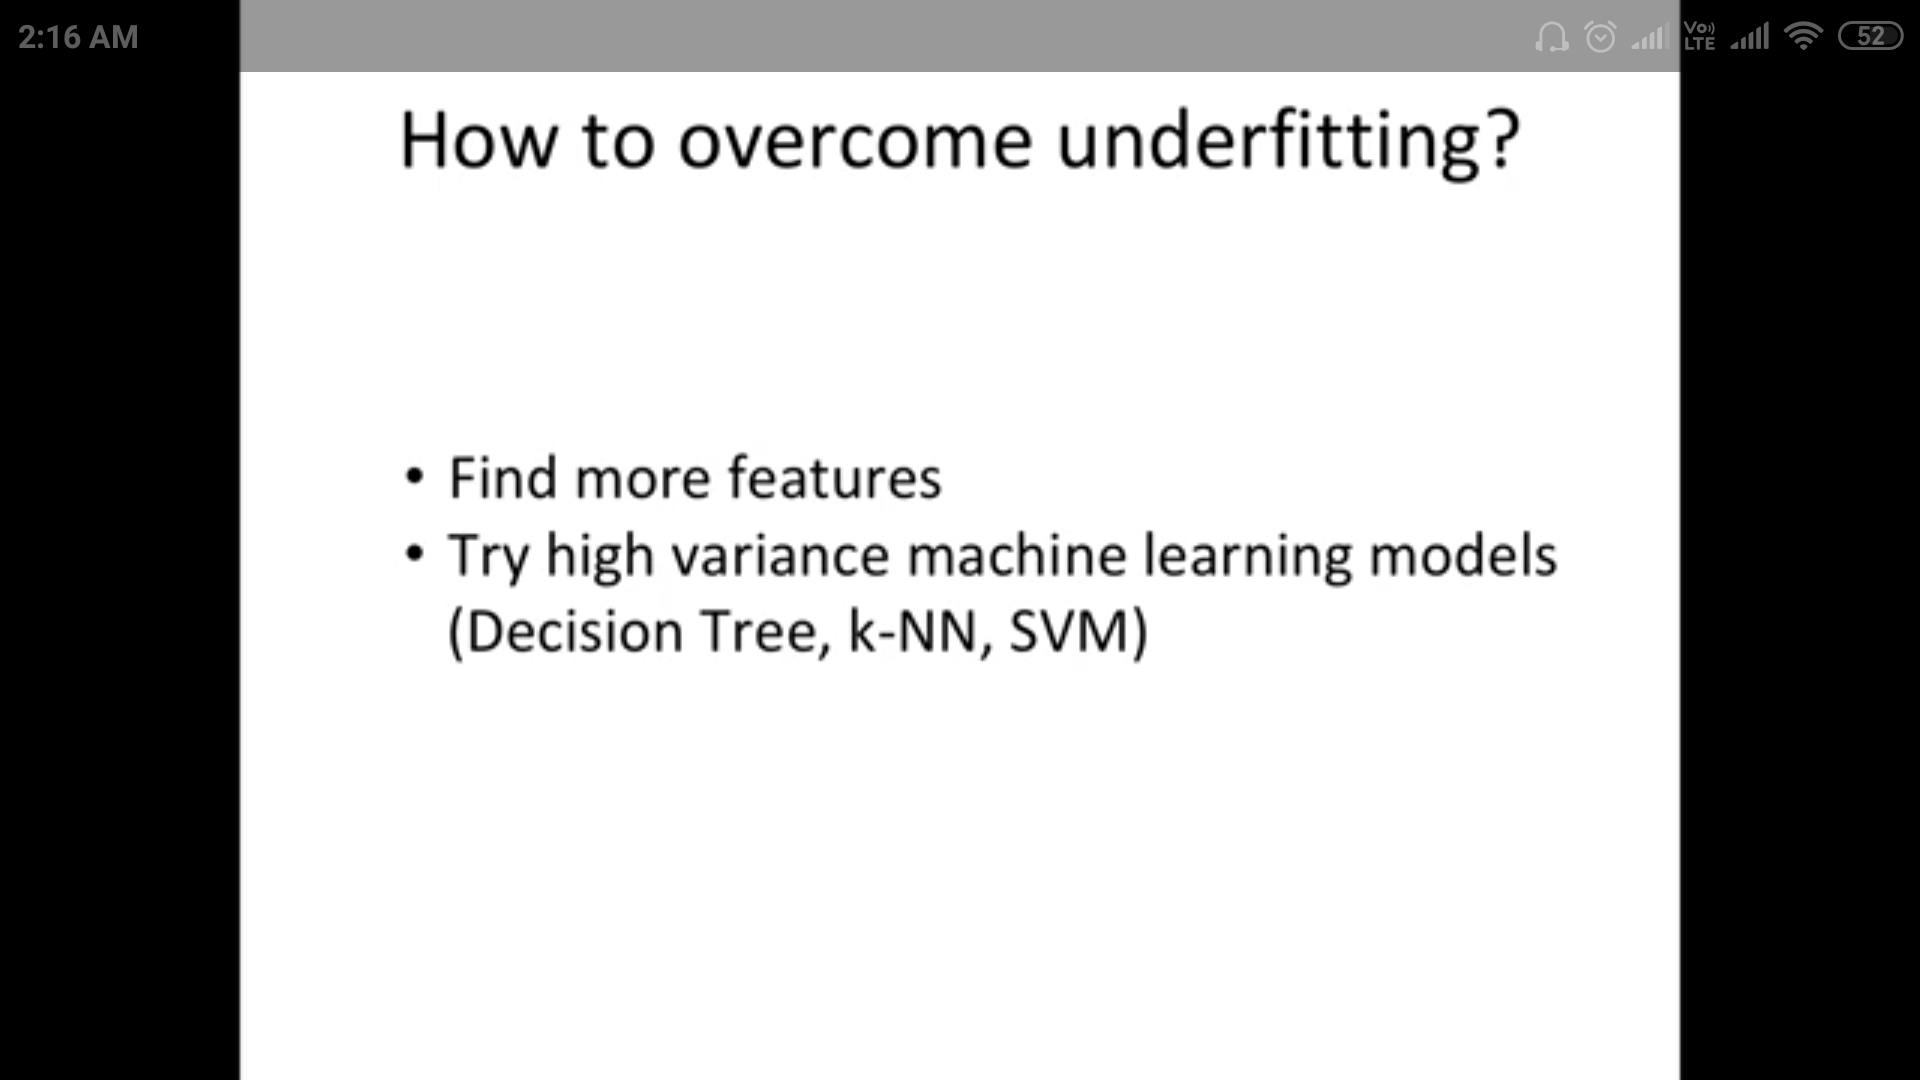 2:16 AM
Vo)) LTE
52
How to overcome underfitting?
• Find more features
• Try high variance machine learning models
(Decision Tree, k-NN, SVM)